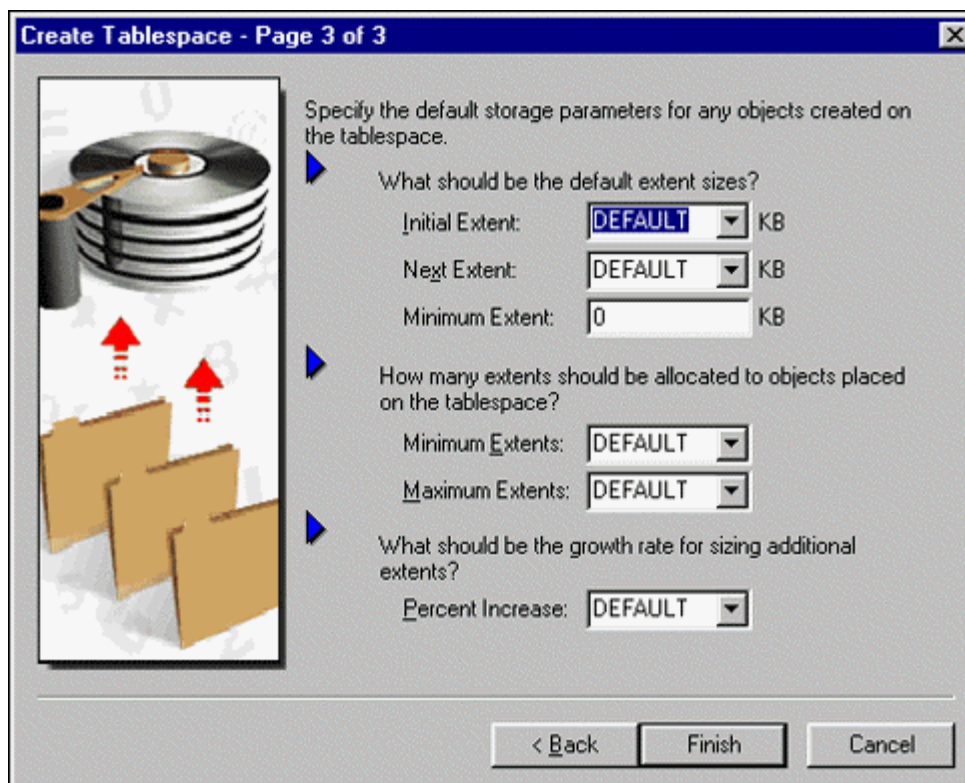 Create Tablespace - Page 3 of 3
Specify the default storage parameters for any objects created on
the tablespace.
What should be the default extent sizes?
Initial Extent: DEFAULT KB
Next Extent: DEFAULT KB
Minimum Extent: 0 KB
How many extents should be allocated to objects placed
on the tablespace?
Minimum Extents: DEFAULT
Maximum Extents: DEFAULT
What should be the growth rate for sizing additional
extents?
Percent Increase: DEFAULT
< Back Finish Cancel